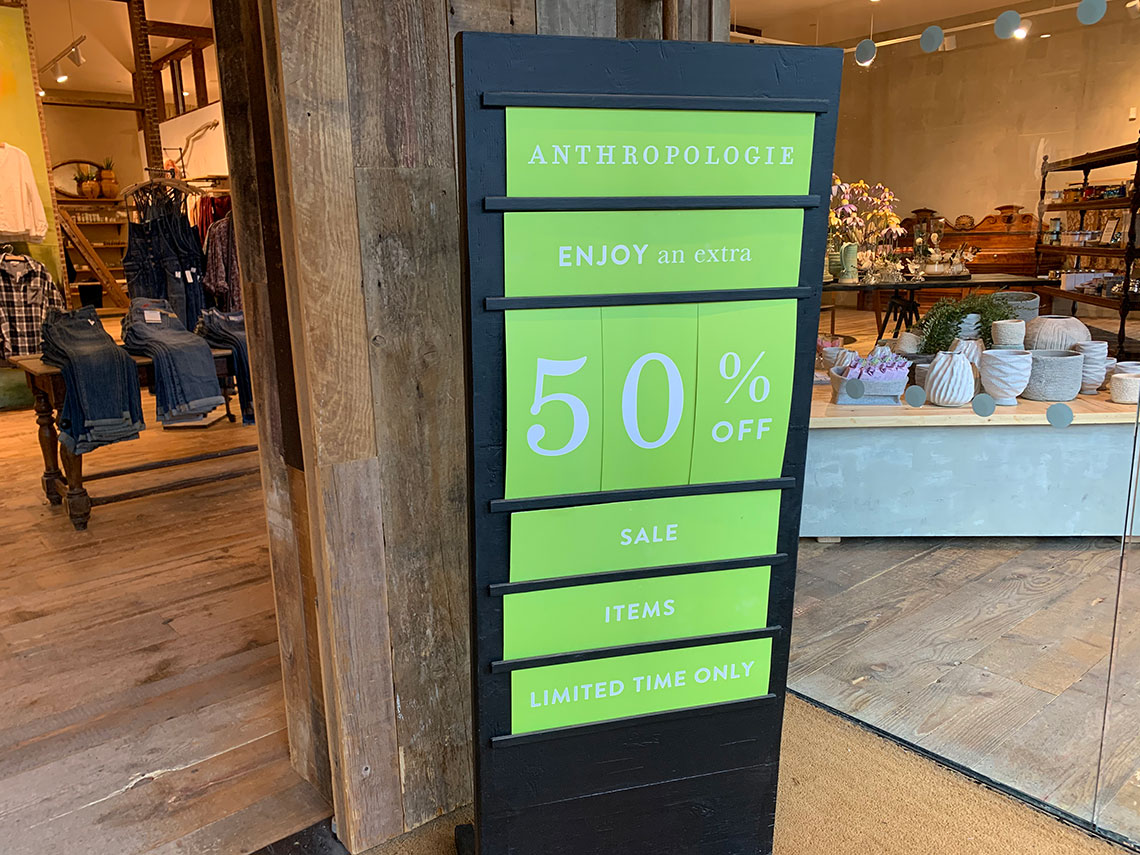 ANTHROPOLOGIE
ENJOY an extra
50%
OFF
SALE
ITEMS
LIMITED TIME ONLY